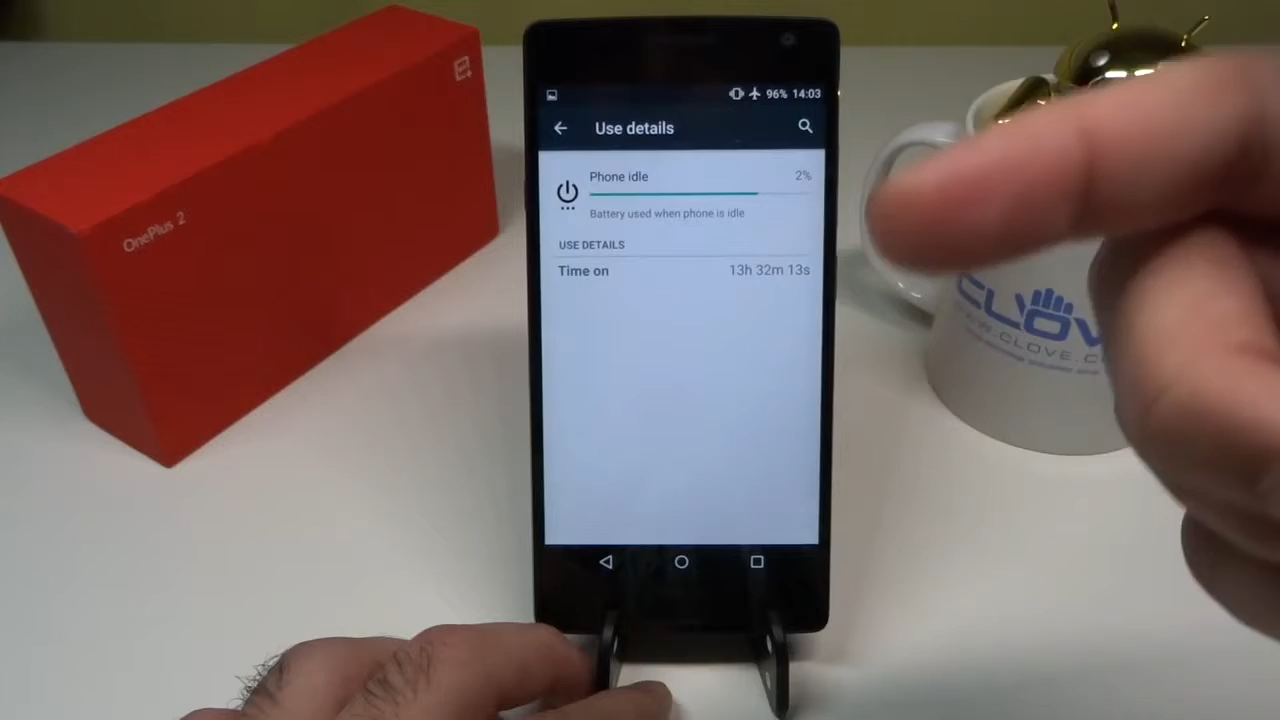 OnePlus 2
96% 14:03
Use details
Phone idle 2%
Battery used when phone is idle
USE DETAILS
Time on 13h 32m 13s
CLOV